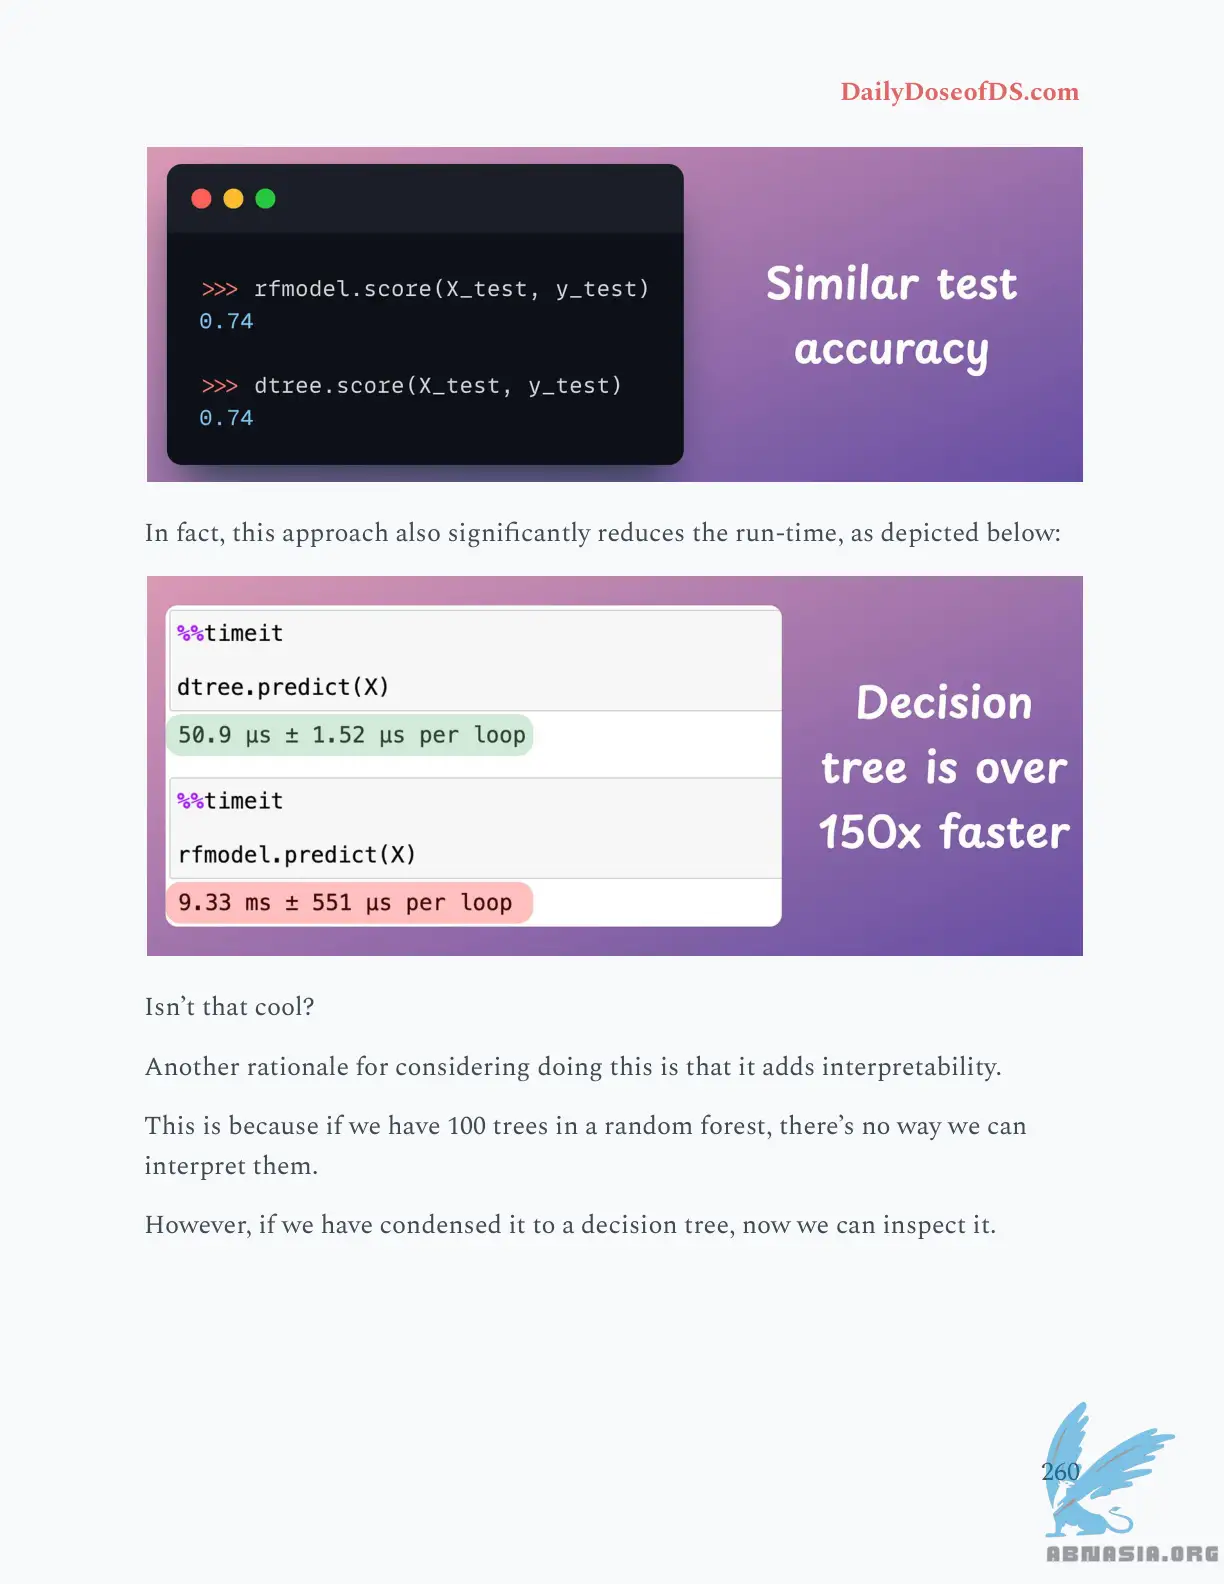 DailyDoseofDS.com
>>> rfmodel.score(X_test, y_test)
0.74
>>> dtree.score(X_test, y_test)
0.74
Similar test
accuracy
In fact, this approach also significantly reduces the run-time, as depicted below:
%%timeit
dtree.predict(X)
50.9 µs ± 1.52 µs per loop
%%timeit
rfmodel.predict(X)
9.33 ms ± 551 µs per loop
Decision
tree is over
150x faster
Isn’t that cool?
Another rationale for considering doing this is that it adds interpretability.
This is because if we have 100 trees in a random forest, there’s no way we can
interpret them.
However, if we have condensed it to a decision tree, now we can inspect it.
260
ABNASIA.ORG